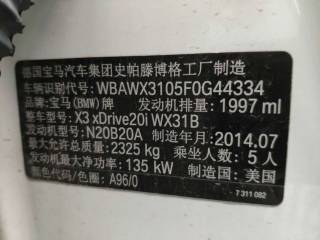 德国宝马汽车集团史帕滕博格工厂制造
车辆识别代号: WBAWX3105F0G44334
品牌: 宝马(BMW)牌 发动机排量: 1997 ml
整车型号: X3 xDrive20i WX31B
发动机型号: N20B20A 制造年月: 2014.07
最大允许总质量: 2325 kg 乘坐人数: 5 人
发动机最大净功率: 135 kW 制造国: 美国
颜色代码/色图: A96/0
7 311 082